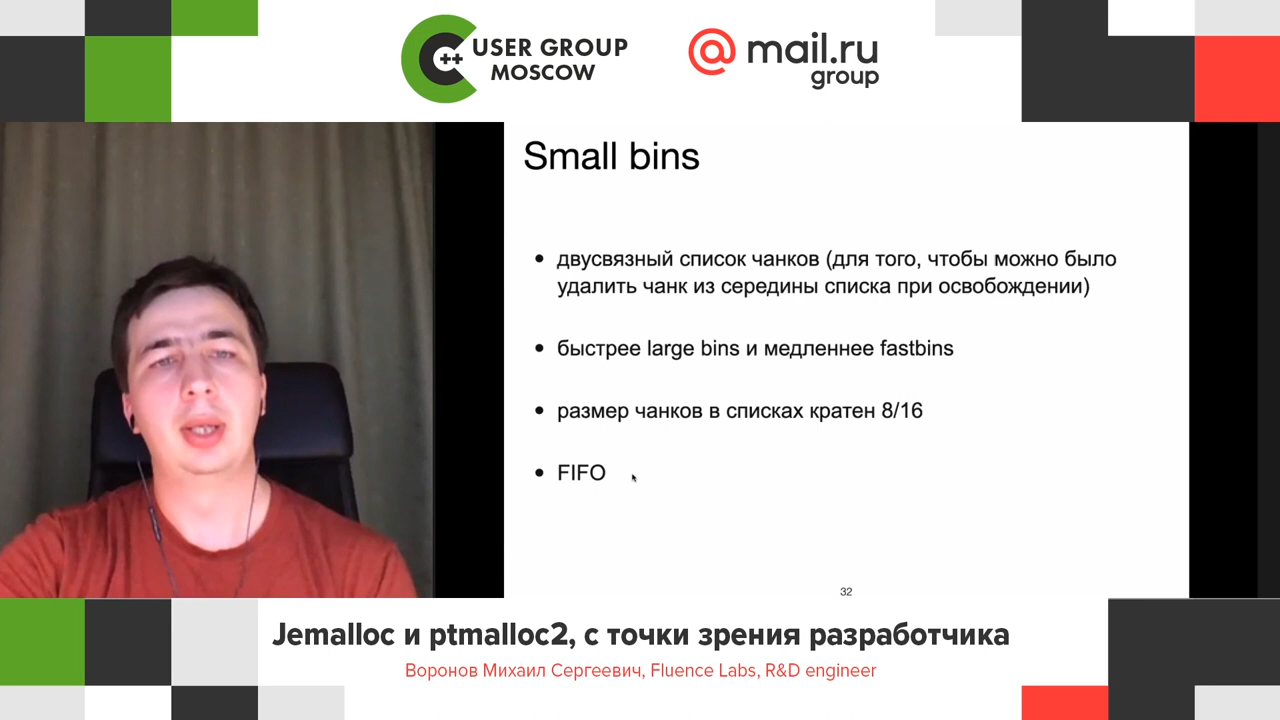 C++ USER GROUP
MOSCOW
@ mail.ru
group
Small bins
• двусвязный список чанков (для того, чтобы можно было
удалить чанк из середины списка при освобождении)
• быстрее large bins и медленнее fastbins
• размер чанков в списках кратен 8/16
• FIFO
32
Jemalloc и ptmalloc2, с точки зрения разработчика
Воронов Михаил Сергеевич, Fluence Labs, R&D engineer